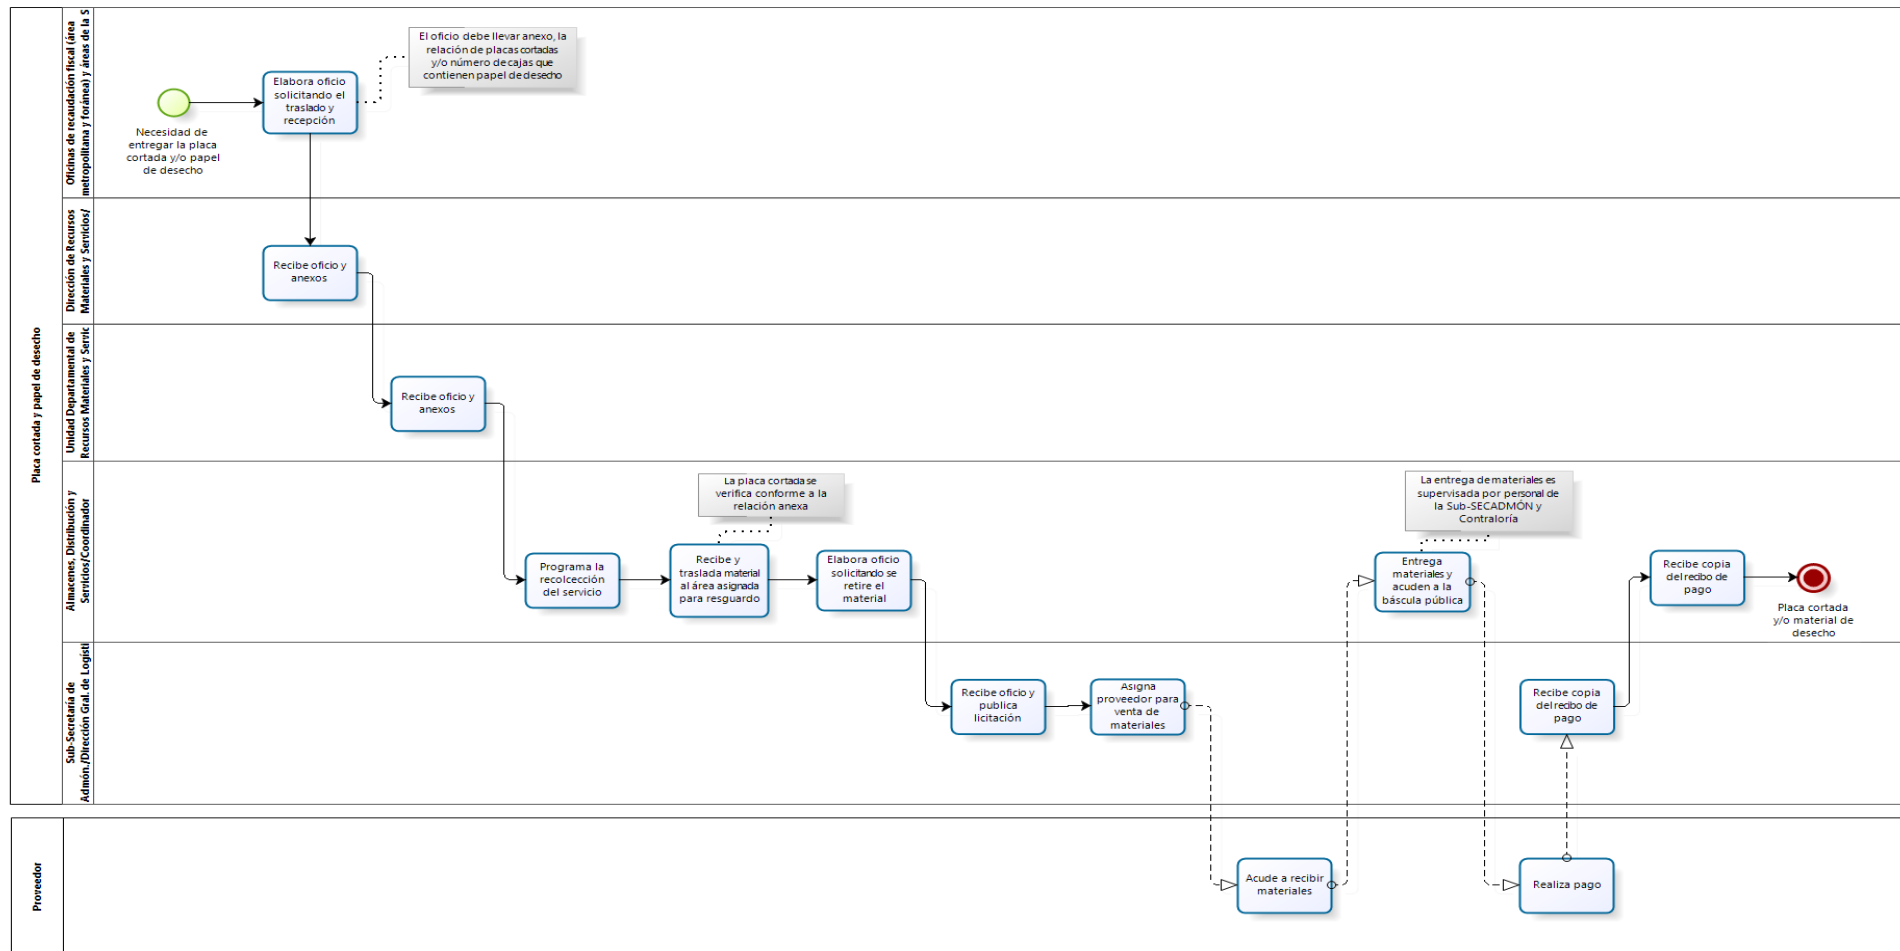 Placa cortada y papel de desecho
Oficinas de recaudación fiscal (área
metropolitana y foránea) y áreas de la S
El oficio debe llevar anexo, la
relación de placas cortadas
y/o número de cajas que
contienen papel de desecho
Elabora oficio
solicitando el
traslado y
recepción
Necesidad de
entregar la placa
cortada y/o papel
de desecho
Dirección de Recursos
Materiales y Servicios/
Recibe oficio y
anexos
Unidad Departamental de
Recursos Materiales y Servic
Recibe oficio y
anexos
Almacenes, Distribución y
Servicios/Coordinador
La placa cortada se
verifica conforme a la
relación anexa
La entrega de materiales es
supervisada por personal de
la Sub-SECADMÓN y
Contraloría
Programa la
recolcección
del servicio
Recibe y
traslada material
al área asignada
para resguardo
Elabora oficio
solicitando se
retire el
material
Entrega
materiales y
acuden a la
báscula pública
Recibe copia
del recibo de
pago
Placa cortada
y/o material de
desecho
Sub-Secretaría de
Admón./Dirección Gral. de Logísti
Recibe oficio y
publica
licitación
Asigna
proveedor para
venta de
materiales
Recibe copia
del recibo de
pago
Proveedor
Acude a recibir
materiales
Realiza pago